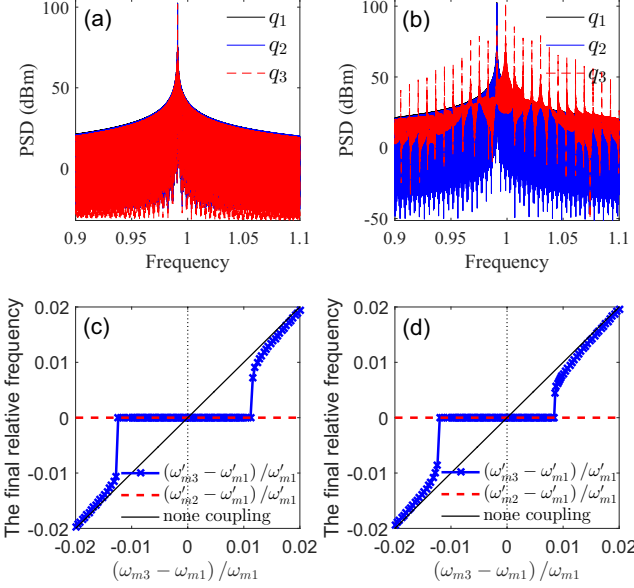 (a)
q₁
q₂
q₃
PSD (dBm)
100
50
0
0.9 0.95 1 1.05 1.1
Frequency
(b)
q₁
q₂
q₃
PSD (dBm)
100
50
0
-50
0.9 0.95 1 1.05 1.1
Frequency
(c)
The final relative frequency
0.02
0.01
0
-0.01
-0.02
(ω′ₘ₃ − ω′ₘ₁) /ω′ₘ₁
(ω′ₘ₂ − ω′ₘ₁) /ω′ₘ₁
none coupling
-0.02 -0.01 0 0.01 0.02
(ωₘ₃ − ωₘ₁) /ωₘ₁
(d)
The final relative frequency
0.02
0.01
0
-0.01
-0.02
(ω′ₘ₃ − ω′ₘ₁) /ω′ₘ₁
(ω′ₘ₂ − ω′ₘ₁) /ω′ₘ₁
none coupling
-0.02 -0.01 0 0.01 0.02
(ωₘ₃ − ωₘ₁) /ωₘ₁